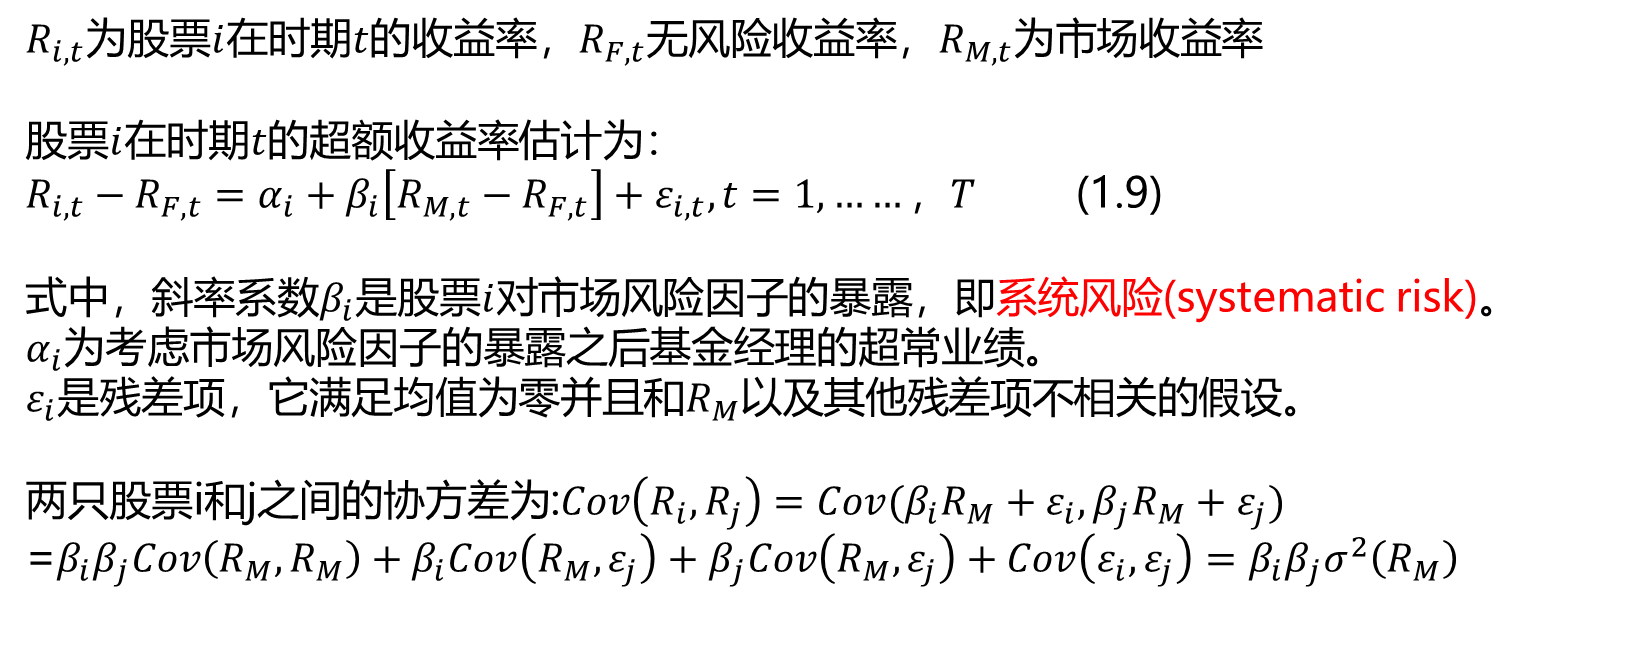 R_{i,t}为股票i在时期t的收益率，R_{F,t}无风险收益率，R_{M,t}为市场收益率
股票i在时期t的超额收益率估计为：
R_{i,t} − R_{F,t} = α_i + β_i[R_{M,t} − R_{F,t}] + ε_{i,t}, t = 1, … … , T (1.9)
式中，斜率系数β_i是股票i对市场风险因子的暴露，即系统风险(systematic risk)。
α_i为考虑市场风险因子的暴露之后基金经理的超常业绩。
ε_i是残差项，它满足均值为零并且和R_M以及其他残差项不相关的假设。
两只股票i和j之间的协方差为:Cov(R_i, R_j) = Cov(β_iR_M + ε_i, β_jR_M + ε_j)
=β_iβ_jCov(R_M, R_M) + β_iCov(R_M, ε_j) + β_jCov(R_M, ε_j) + Cov(ε_i, ε_j) = β_iβ_jσ²(R_M)